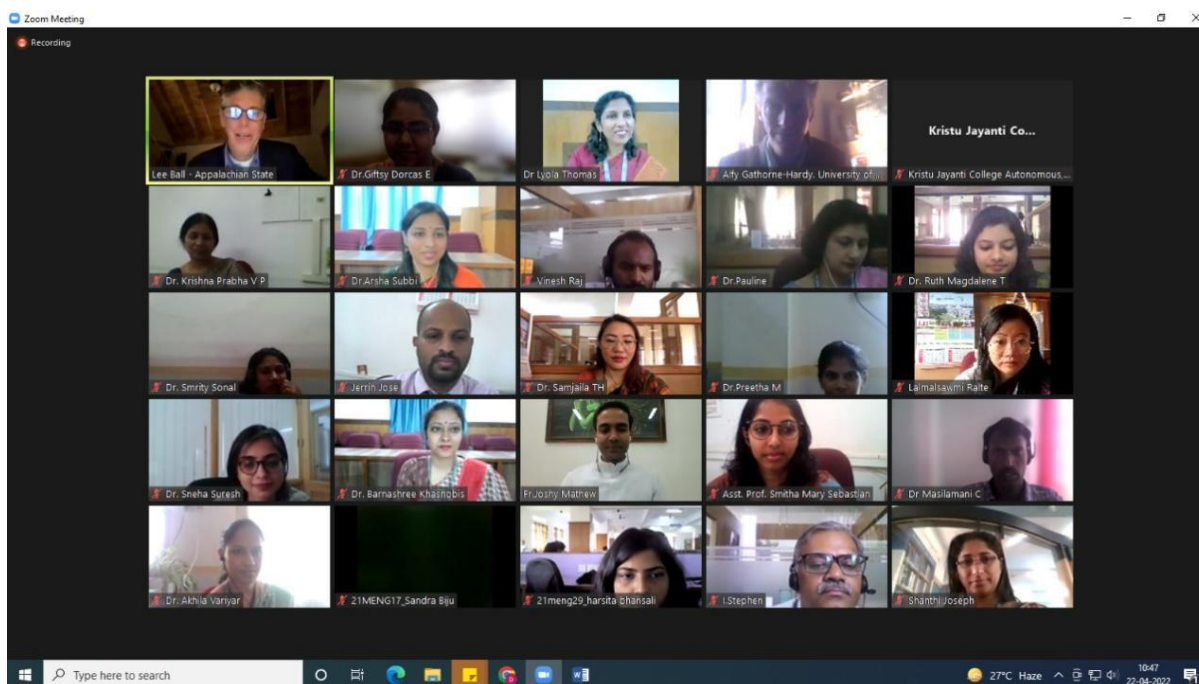 Zoom Meeting
Recording
Lee Ball - Appalachian State
Dr.Giftsy Dorcas E
Dr Lyola Thomas
Alfy Gathorne-Hardy. University of ...
Kristu Jayanti Co...
Kristu Jayanti College Autonomous,...
Dr. Krishna Prabha V P
Dr.Arsha Subbi
Vinesh Raj
Dr.Pauline
Dr. Ruth Magdalene T
Dr. Smrity Sonal
Jerrin Jose
Dr. Samjaila TH
Dr.Preetha M
Lalmalsawmi Ralte
Dr. Sneha Suresh
Dr. Barnashree Khasnobis
Fr.Joshy Mathew
Asst. Prof. Smitha Mary Sebastian
Dr Masilamani C
Dr. Akhila Variyar
21MENG17_Sandra Biju
21meng29_harsita bhansali
I.Stephen
Shanthi Joseph
Type here to search
27°C Haze
10:47
22-04-2022